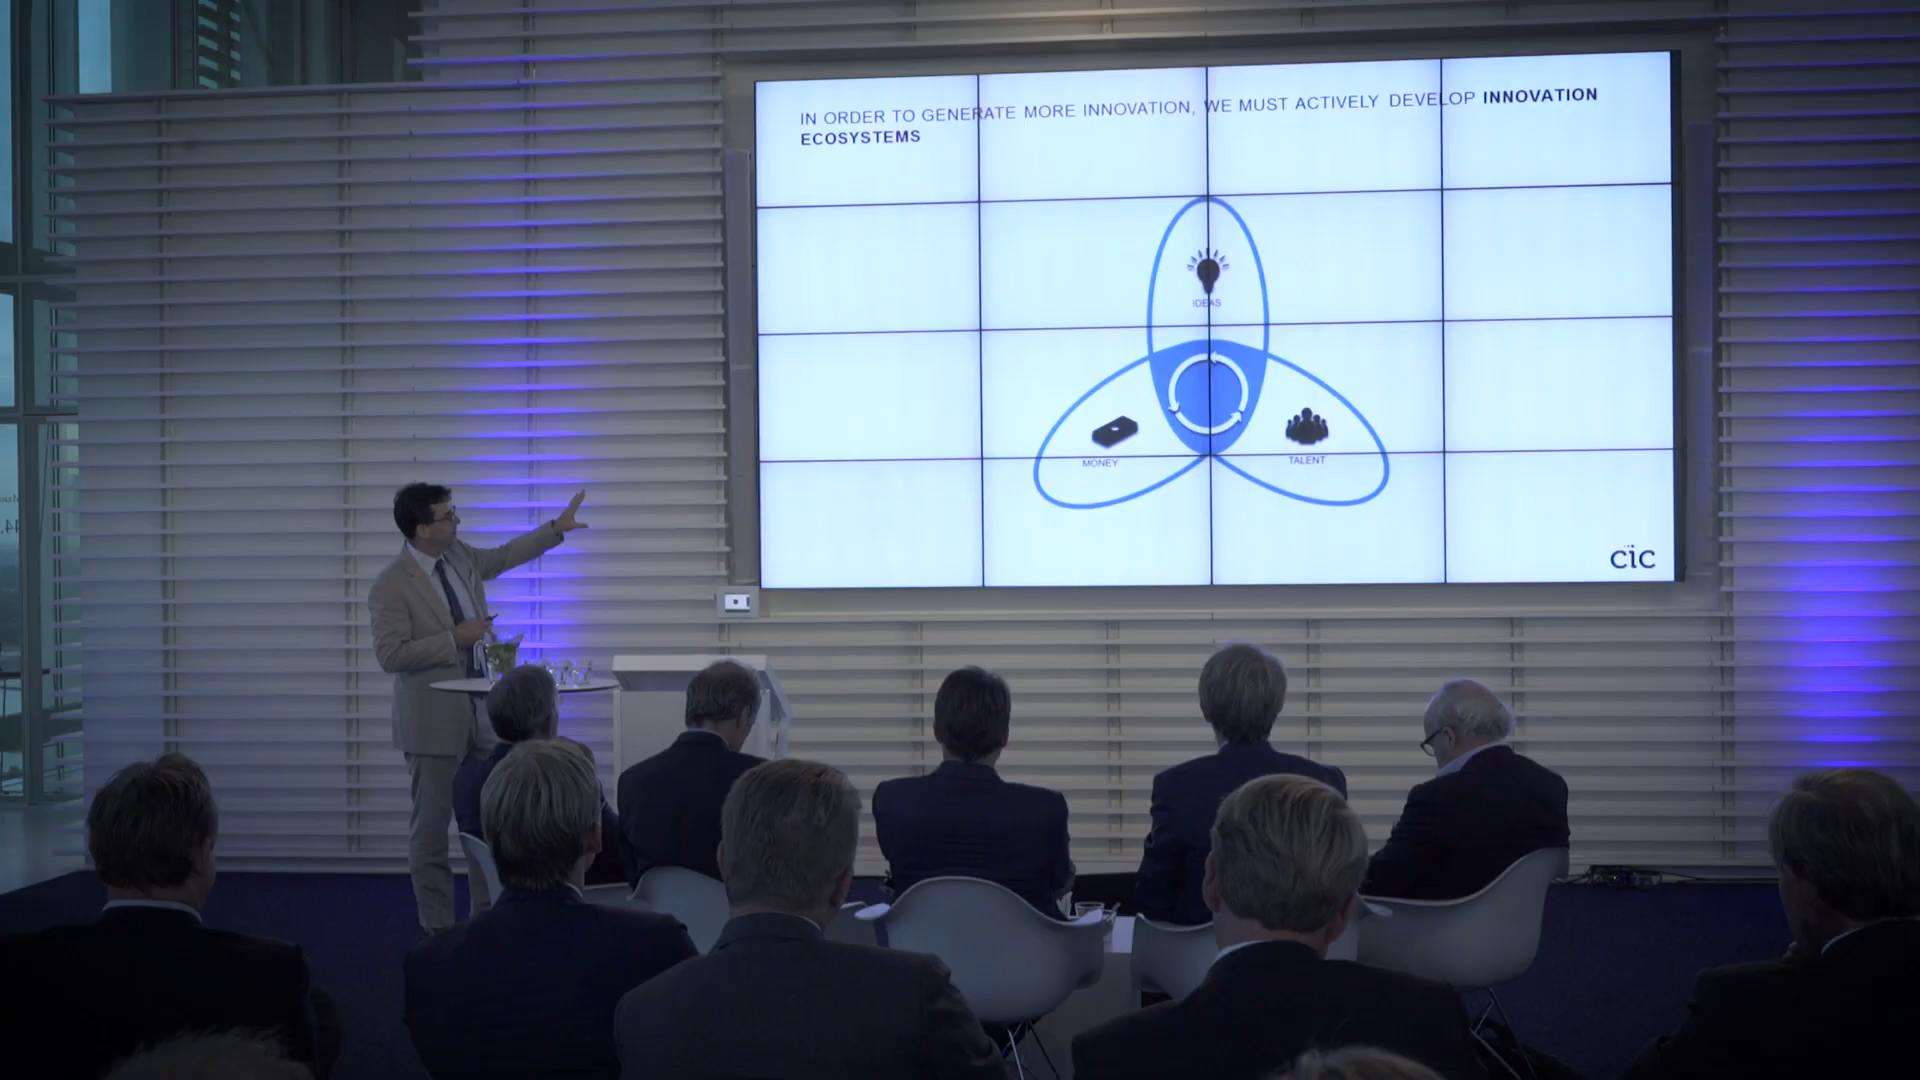 IN ORDER TO GENERATE MORE INNOVATION, WE MUST ACTIVELY DEVELOP INNOVATION
ECOSYSTEMS
IDEAS
MONEY
TALENT
cic